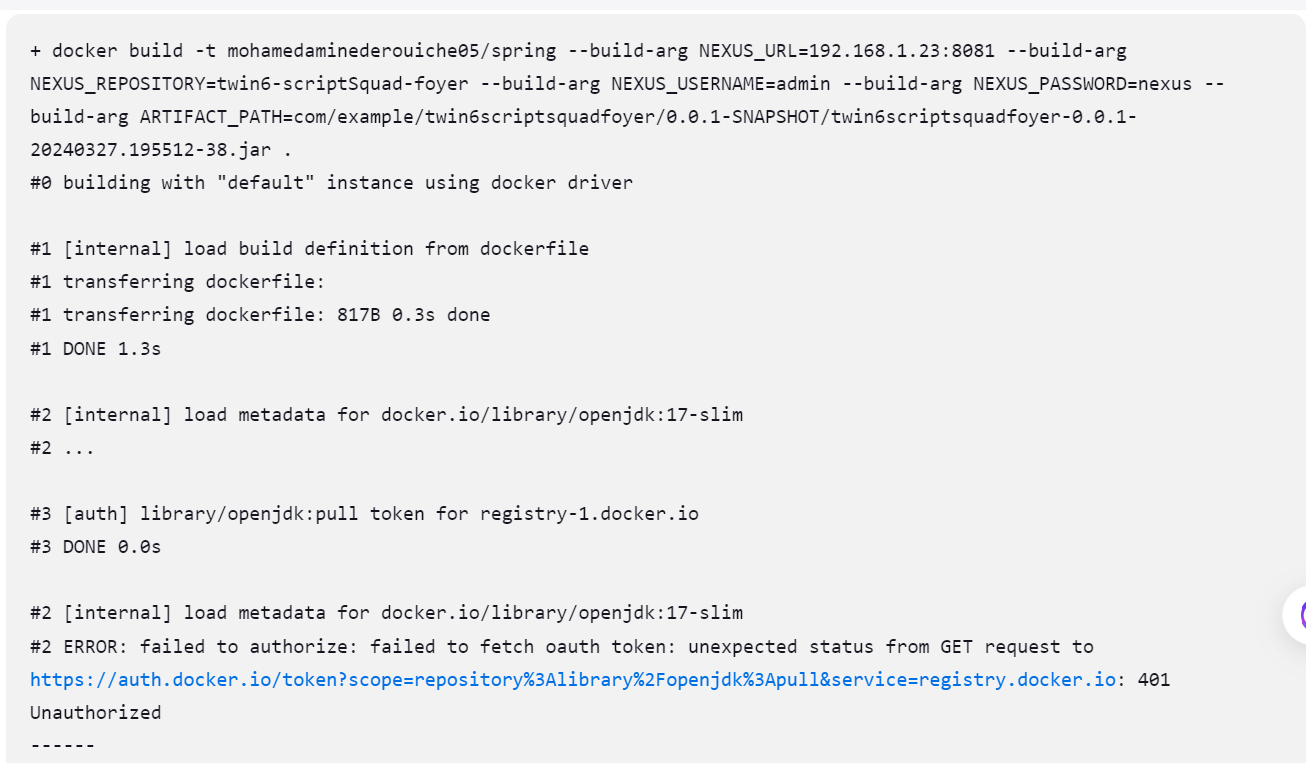 + docker build -t mohamedaminederouiche05/spring --build-arg NEXUS_URL=192.168.1.23:8081 --build-arg
NEXUS_REPOSITORY=twin6-scriptSquad-foyer --build-arg NEXUS_USERNAME=admin --build-arg NEXUS_PASSWORD=nexus --
build-arg ARTIFACT_PATH=com/example/twin6scriptsquadfoyer/0.0.1-SNAPSHOT/twin6scriptsquadfoyer-0.0.1-
20240327.195512-38.jar .
#0 building with "default" instance using docker driver
#1 [internal] load build definition from dockerfile
#1 transferring dockerfile:
#1 transferring dockerfile: 817B 0.3s done
#1 DONE 1.3s
#2 [internal] load metadata for docker.io/library/openjdk:17-slim
#2 ...
#3 [auth] library/openjdk:pull token for registry-1.docker.io
#3 DONE 0.0s
#2 [internal] load metadata for docker.io/library/openjdk:17-slim
#2 ERROR: failed to authorize: failed to fetch oauth token: unexpected status from GET request to
https://auth.docker.io/token?scope=repository%3Alibrary%2Fopenjdk%3Apull&service=registry.docker.io: 401
Unauthorized
------